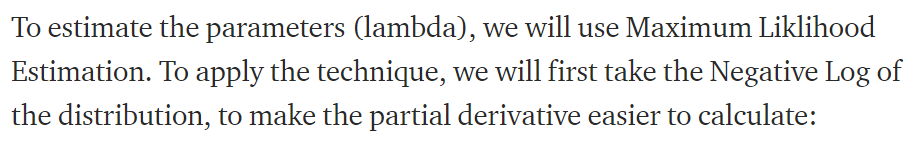 To estimate the parameters (lambda), we will use Maximum Liklihood
Estimation. To apply the technique, we will first take the Negative Log of
the distribution, to make the partial derivative easier to calculate: